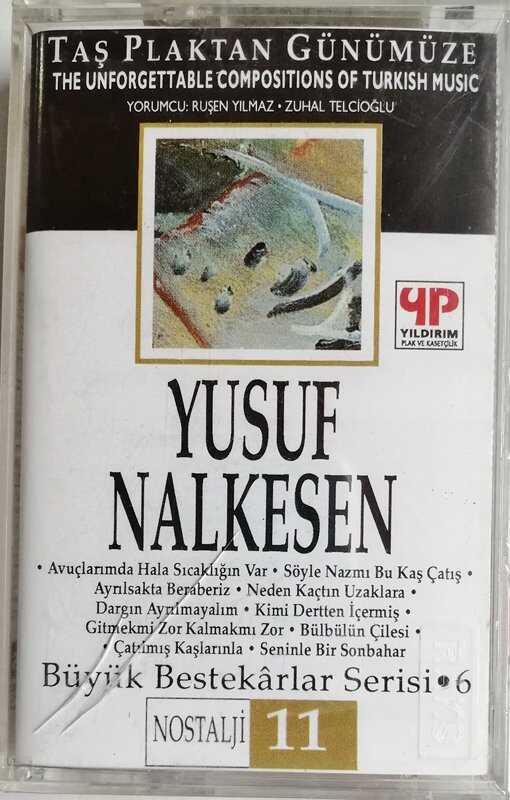 TAŞ PLAKTAN GÜNÜMÜZE
THE UNFORGETTABLE COMPOSITIONS OF TURKISH MUSIC
YORUMCU: RUŞEN YILMAZ • ZUHAL TELCİOĞLU
YP
YILDIRIM
PLAK VE KASETÇİLİK
YUSUF
NALKESEN
• Avuçlarımda Hala Sıcaklığın Var • Söyle Nazmı Bu Kaş Çatış •
Ayrılsakta Beraberiz • Neden Kaçtın Uzaklara •
Dargın Ayrılmayalım • Kimi Dertten İçermiş •
Gitmekmi Zor Kalmakmı Zor • Bülbülün Çilesi •
• Çatılmış Kaşlarınla • Seninle Bir Sonbahar
Büyük Bestekârlar Serisi • 6
NOSTALJİ 11